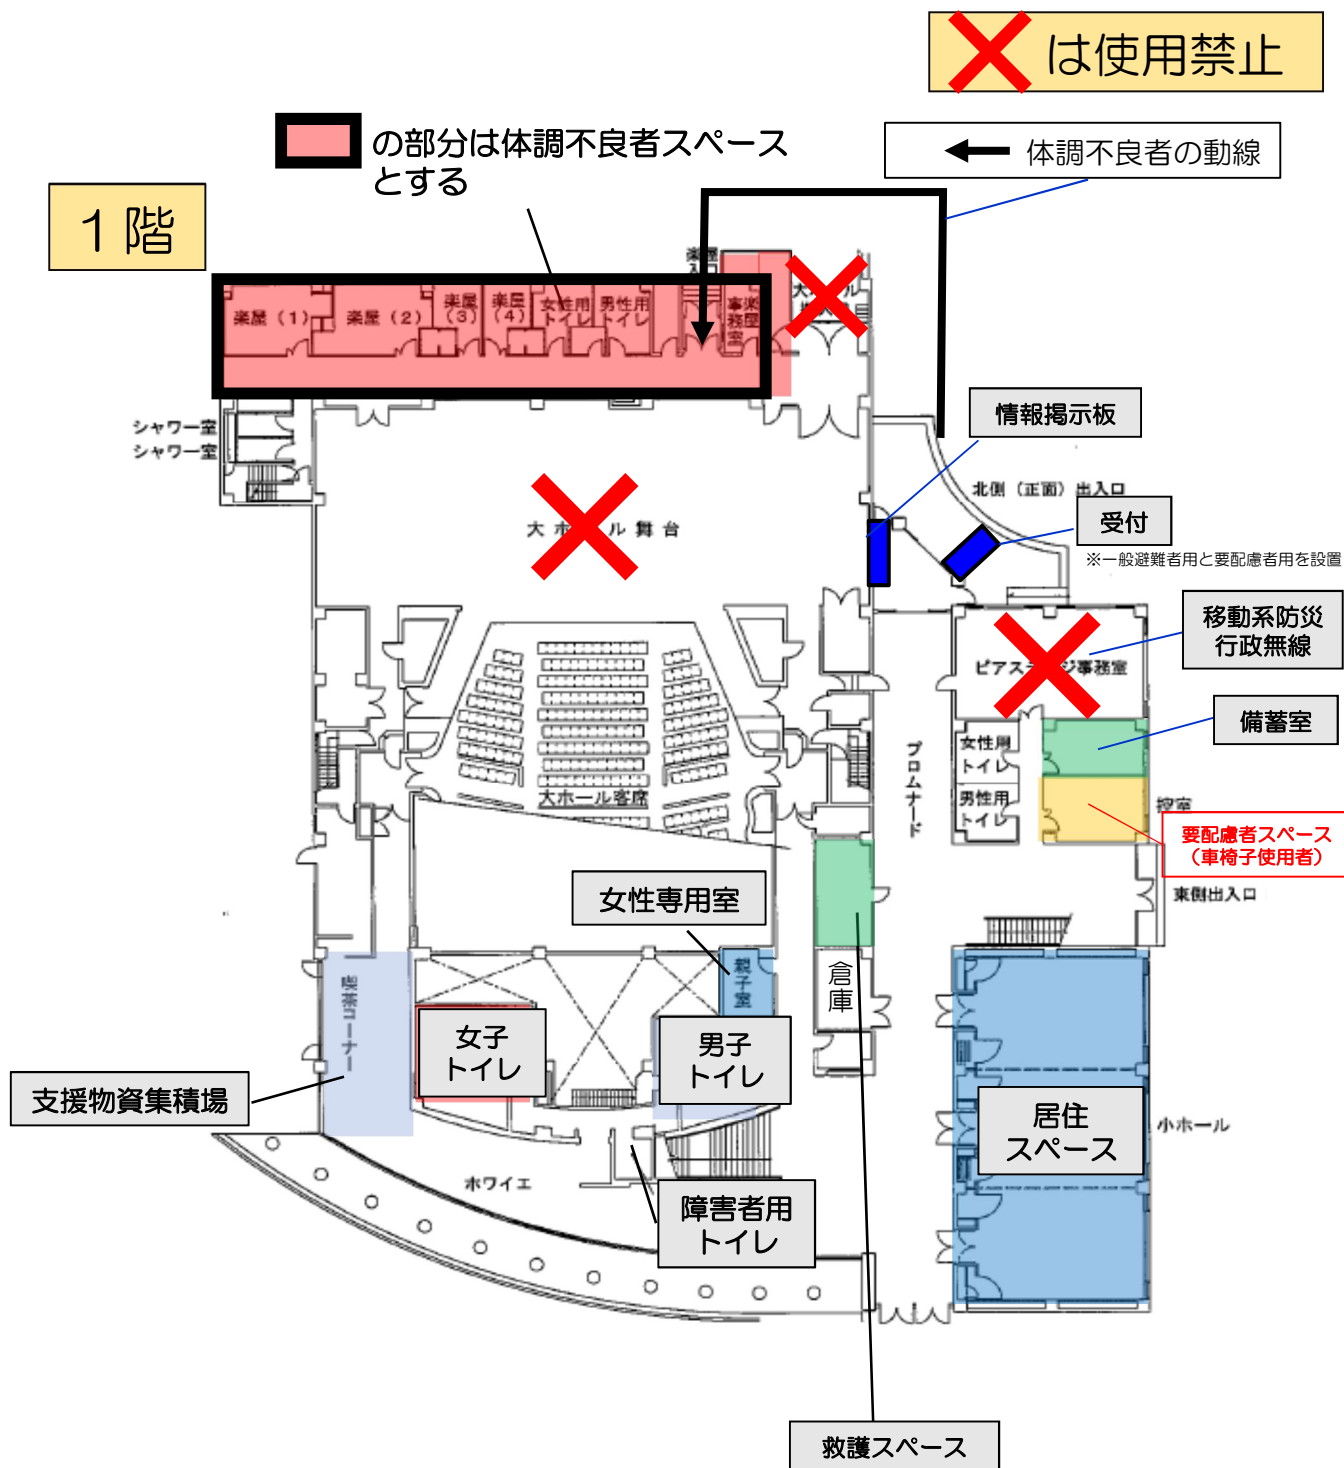 は使用禁止
の部分は体調不良者スペース
とする
体調不良者の動線
1階
楽屋
入口
楽屋（1）
楽屋（2）
楽屋
（3）
楽屋
（4）
女性用
トイレ
男性用
トイレ
楽屋
事務室
シャワー室
シャワー室
情報掲示板
北側（正面）出入口
受付
※一般避難者用と要配慮者用を設置
大ホール舞台
移動系防災
行政無線
ピアステージ事務室
備蓄室
女性用
トイレ
男性用
トイレ
プロムナード
控室
大ホール客席
要配慮者スペース
（車椅子使用者）
東側出入口
女性専用室
親子室
倉庫
女子
トイレ
男子
トイレ
支援物資集積場
居住
スペース
小ホール
ホワイエ
障害者用
トイレ
救護スペース